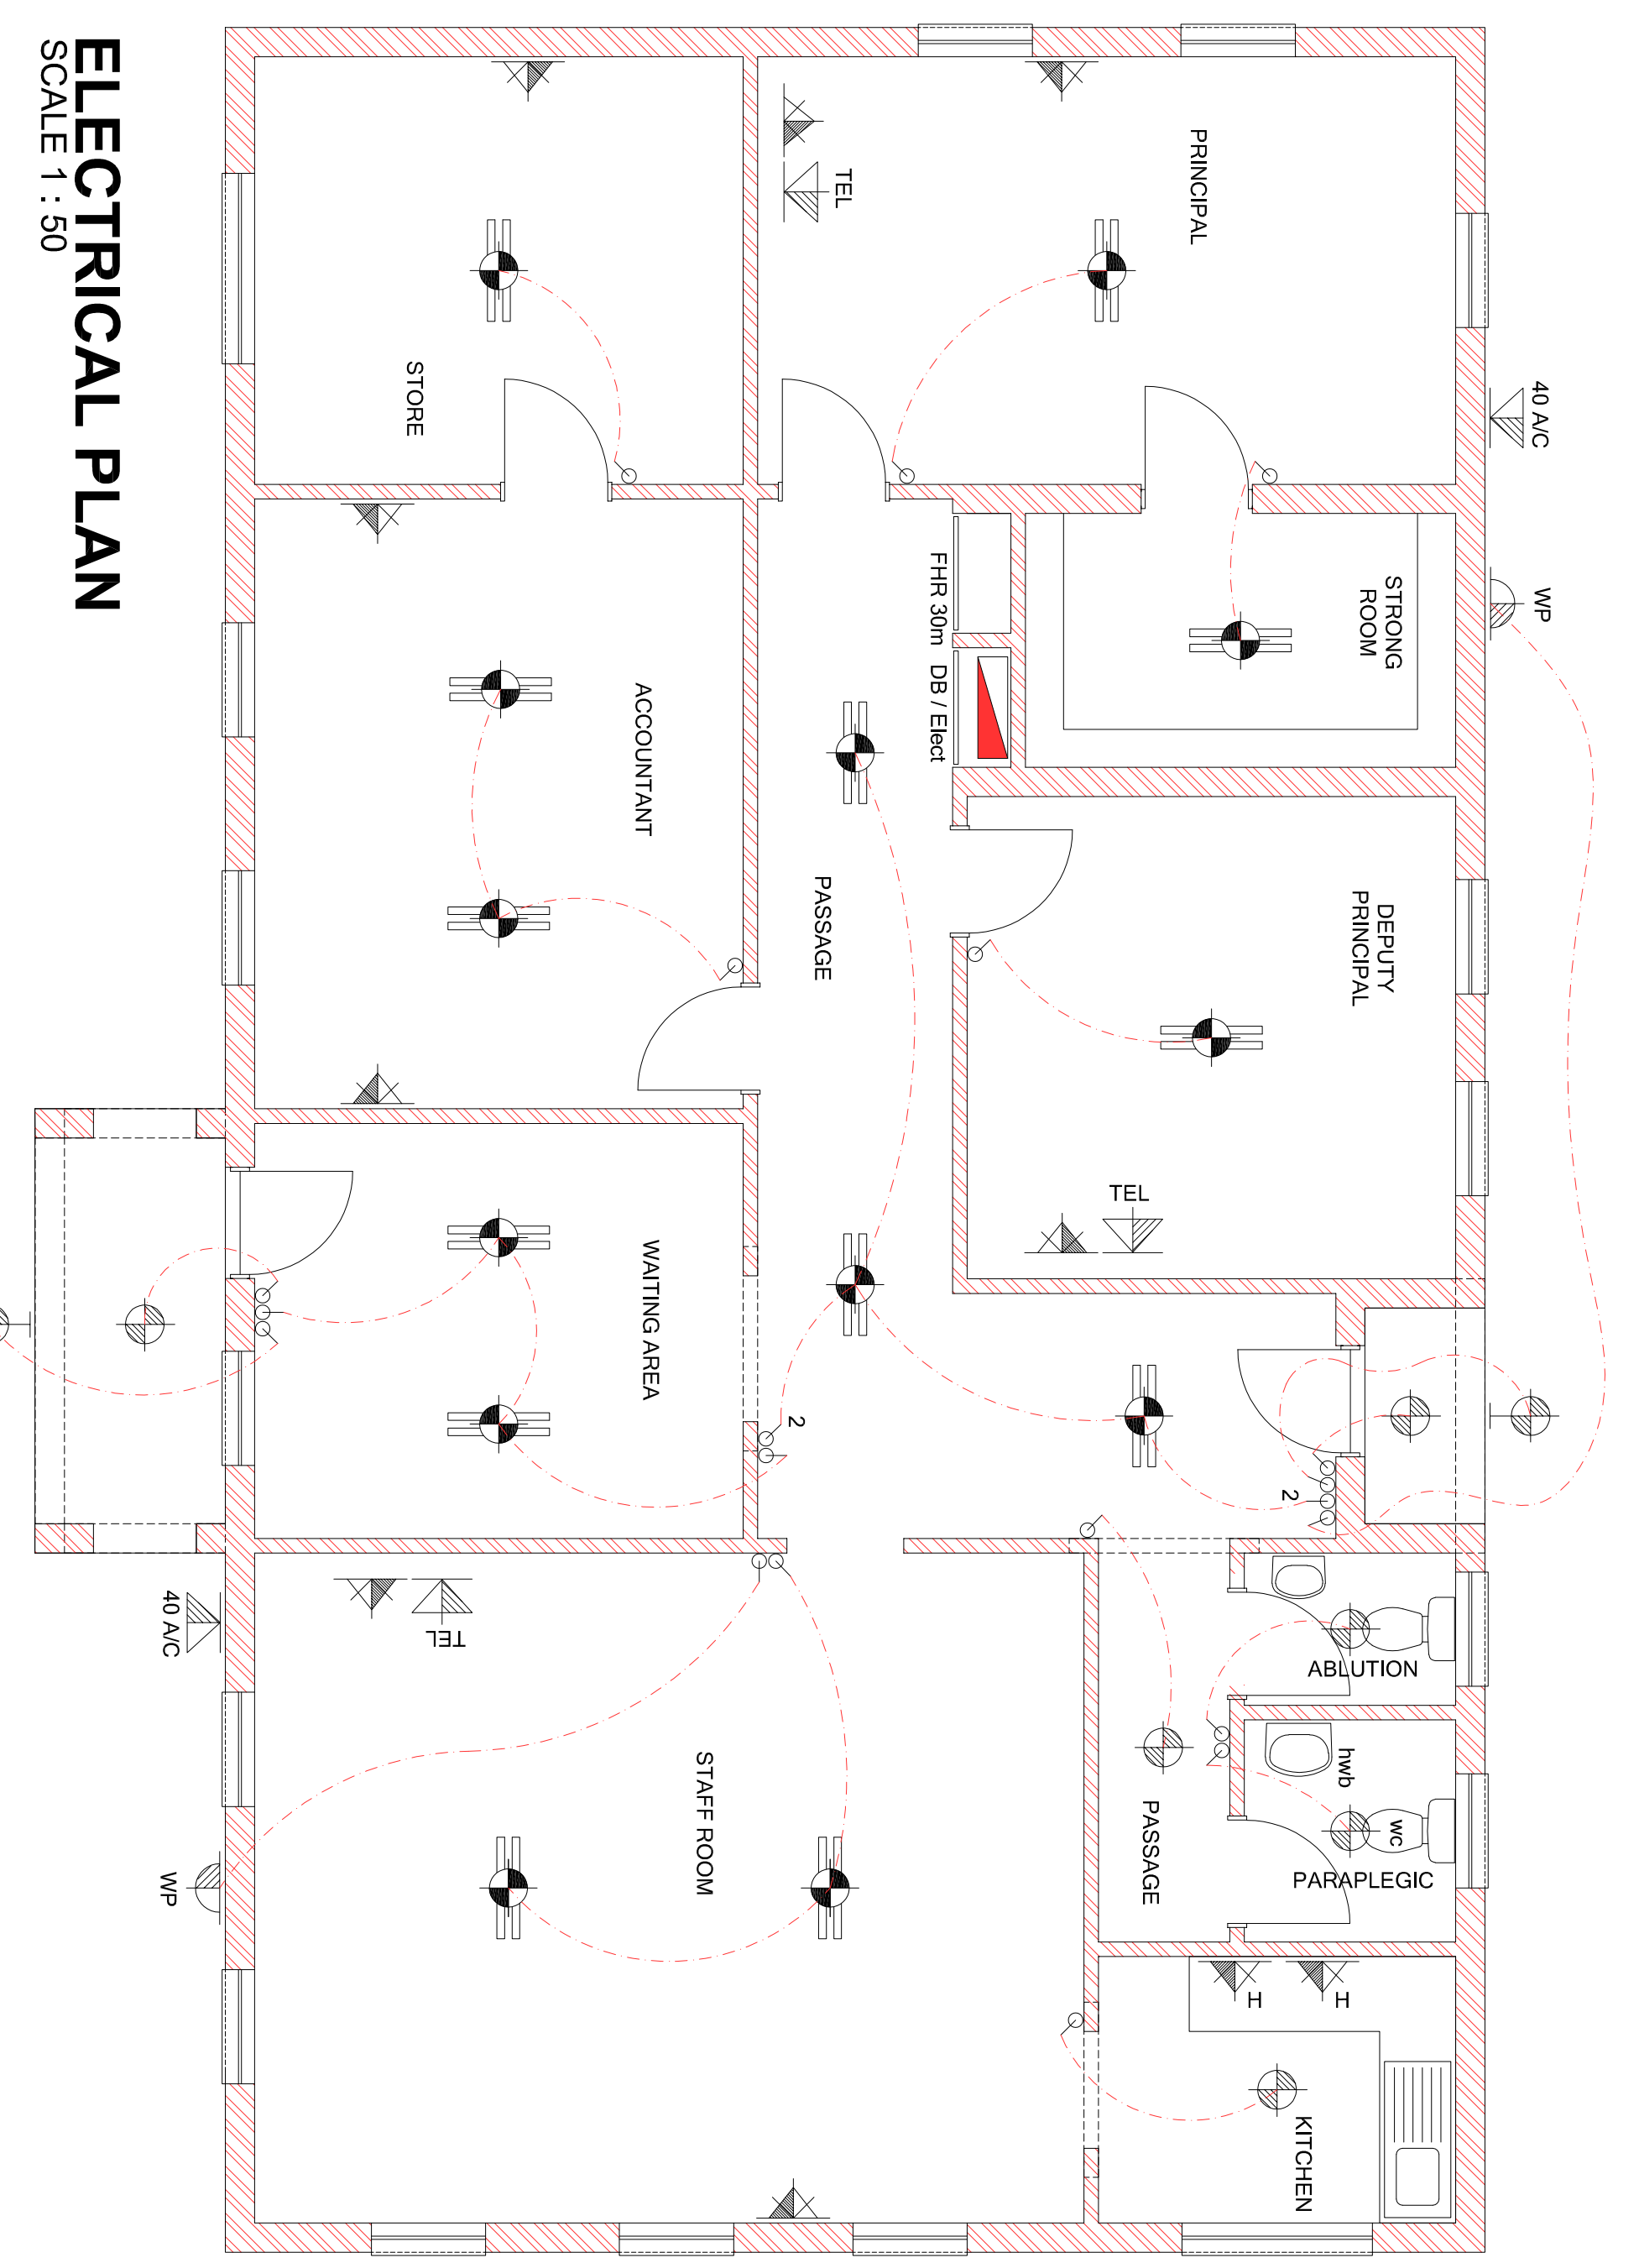 ELECTRICAL PLAN
SCALE 1 : 50
40 A/C
WP
PRINCIPAL
TEL
STRONG
ROOM
DEPUTY
PRINCIPAL
TEL
FHR 30m
DB / Elect
PASSAGE
STORE
ACCOUNTANT
WAITING AREA
2
2
ABLUTION
hwb
wc
PARAPLEGIC
PASSAGE
H
H
KITCHEN
STAFF ROOM
TEL
40 A/C
WP